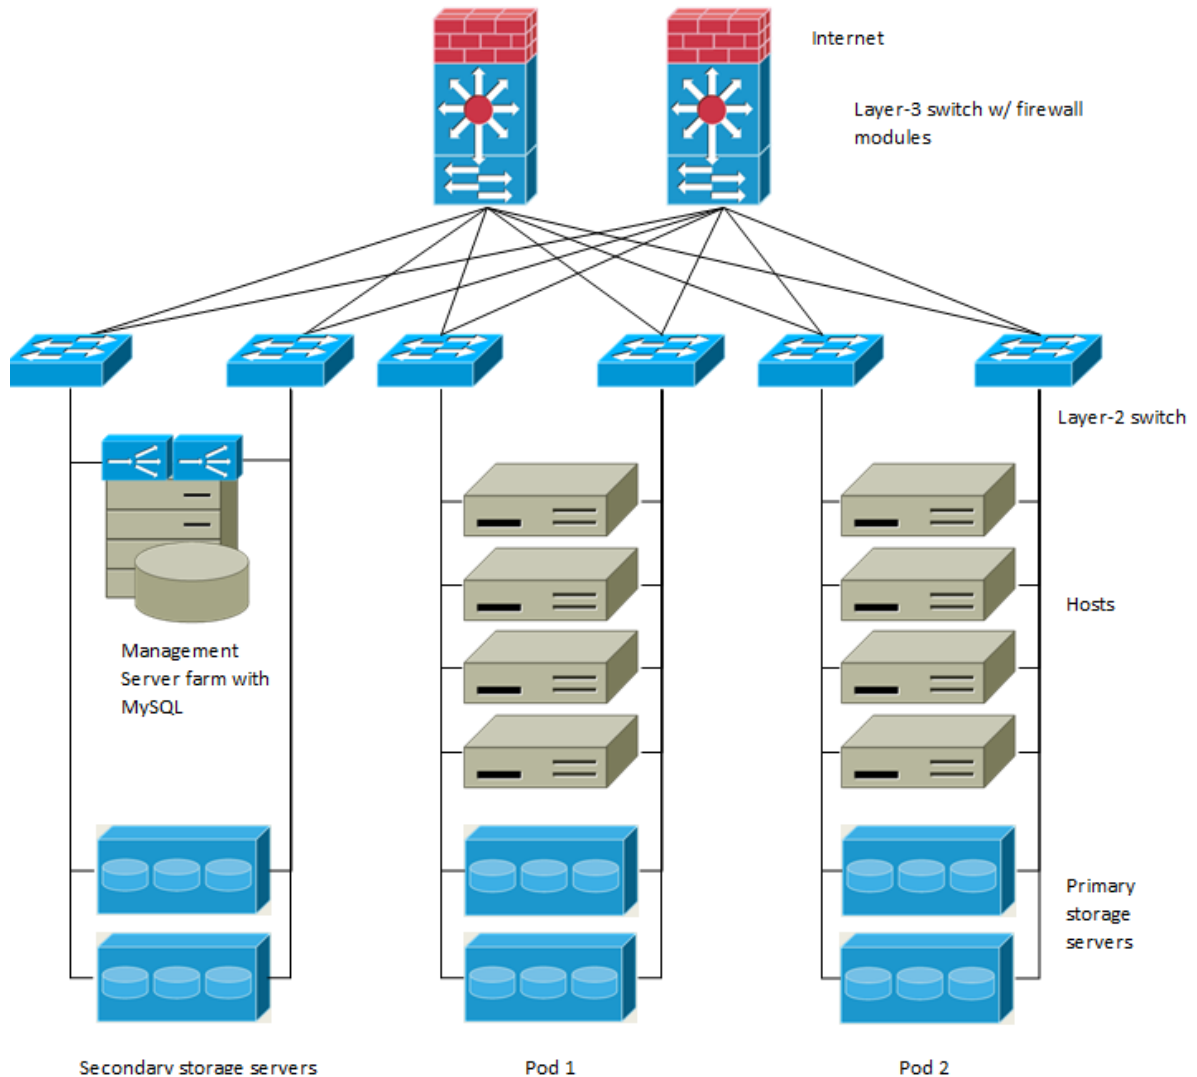 Internet
Layer-3 switch w/ firewall
modules
Layer-2 switch
Hosts
Management
Server farm with
MySQL
Primary
storage
servers
Secondary storage servers
Pod 1
Pod 2